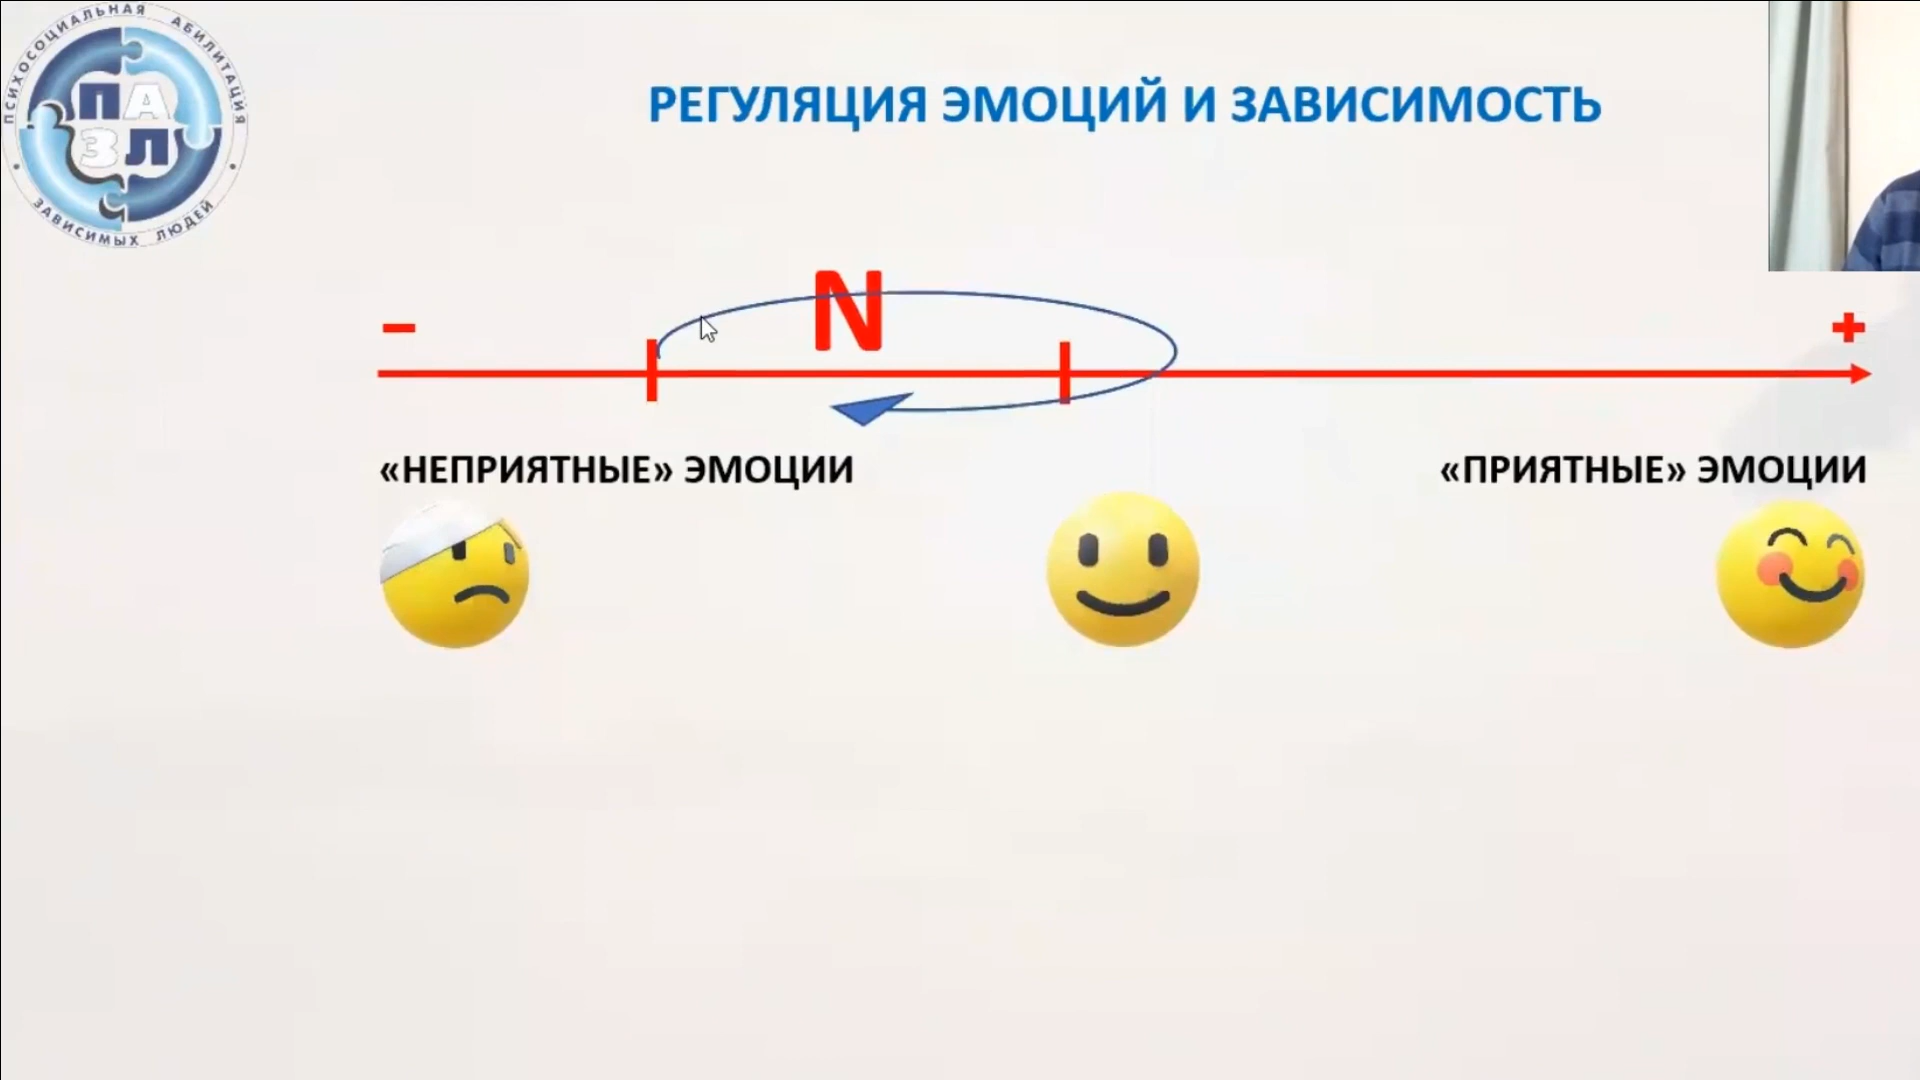 ПСИХОСОЦИАЛЬНАЯ АБИЛИТАЦИЯ
ПА
ЗЛ
ЗАВИСИМЫХ ЛЮДЕЙ
РЕГУЛЯЦИЯ ЭМОЦИЙ И ЗАВИСИМОСТЬ
N
– +
«НЕПРИЯТНЫЕ» ЭМОЦИИ
«ПРИЯТНЫЕ» ЭМОЦИИ